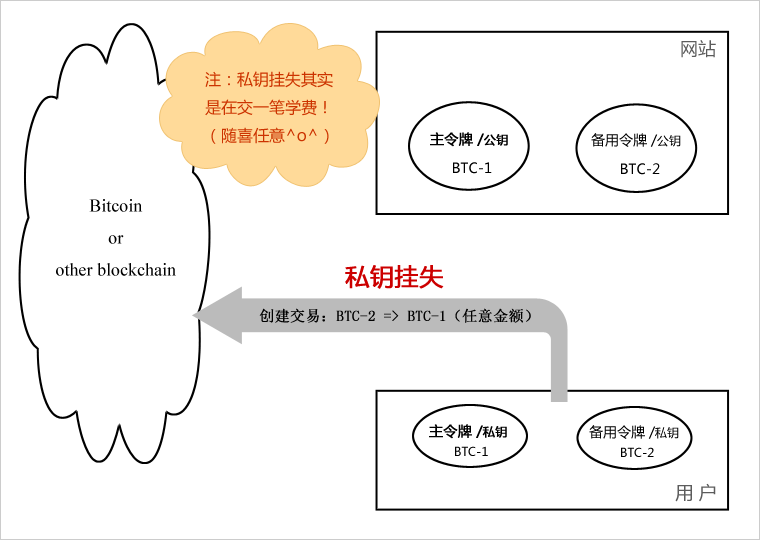 注：私钥挂失其实
是在交一笔学费！
（随喜任意^o^）
网站
主令牌 /公钥
BTC-1
备用令牌 /公钥
BTC-2
Bitcoin
or
other blockchain
私钥挂失
创建交易：BTC-2 => BTC-1（任意金额）
主令牌 /私钥
BTC-1
备用令牌 /私钥
BTC-2
用 户